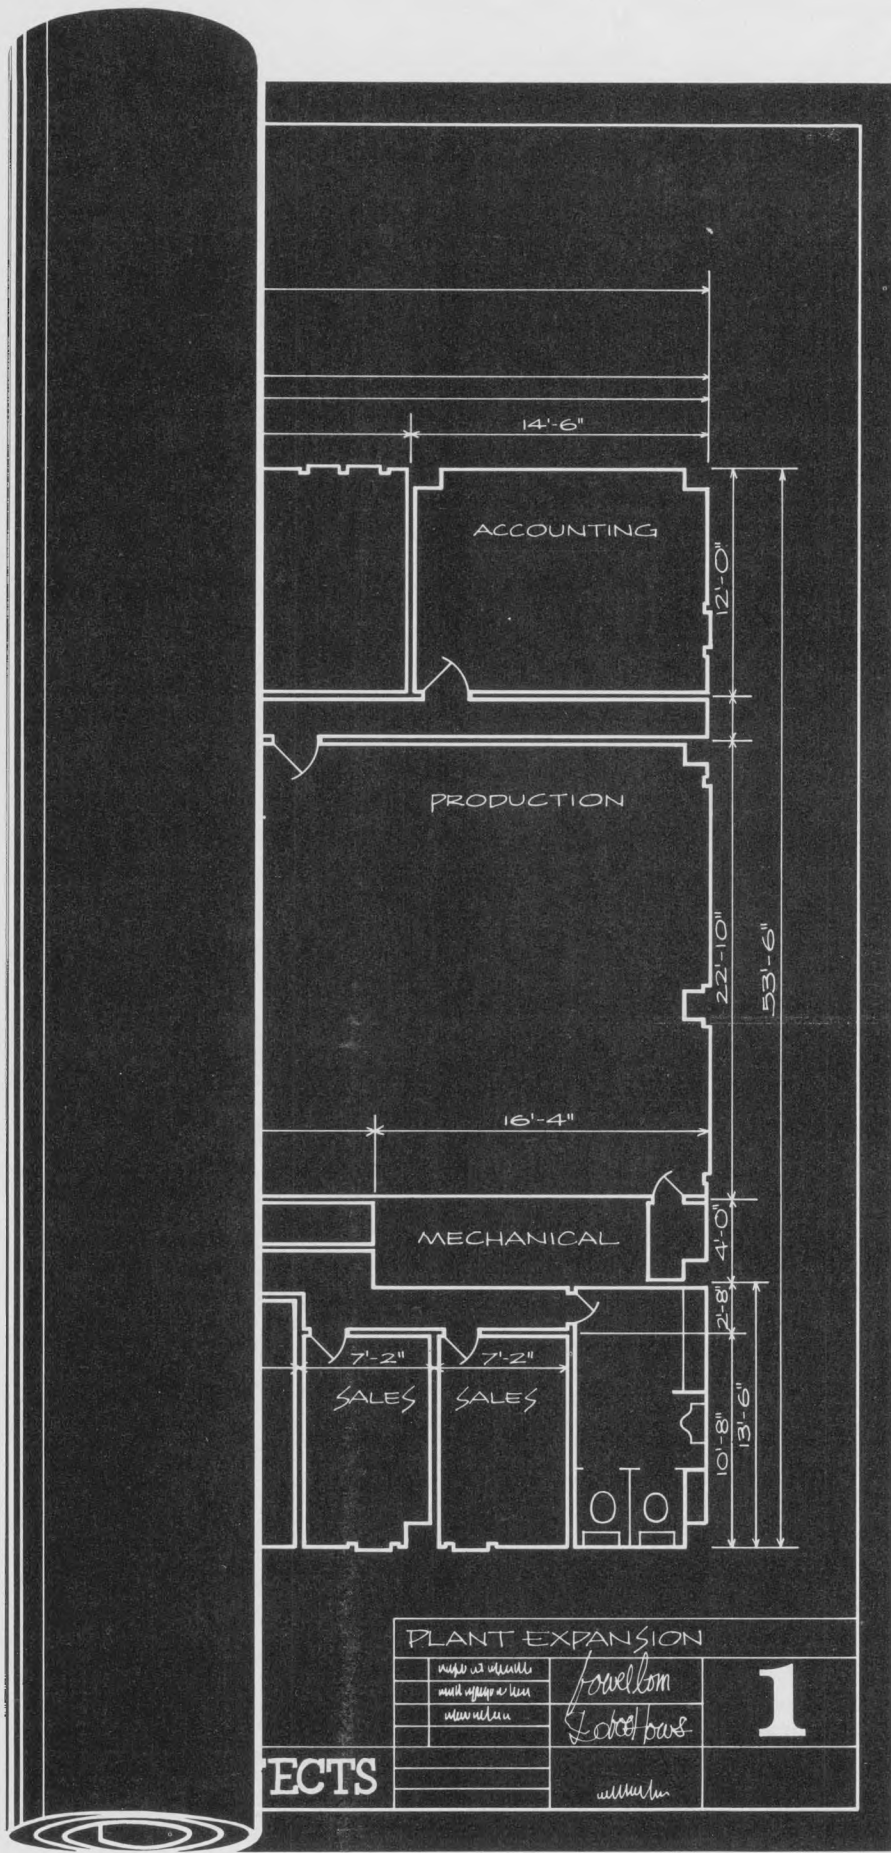 14'-6"
ACCOUNTING
12'-0"
PRODUCTION
22'-10"
53'-6"
16'-4"
MECHANICAL
4'-0"
2'-8"
7'-2" 7'-2"
SALES SALES
10'-8"
13'-6"
PLANT EXPANSION
1
ECTS